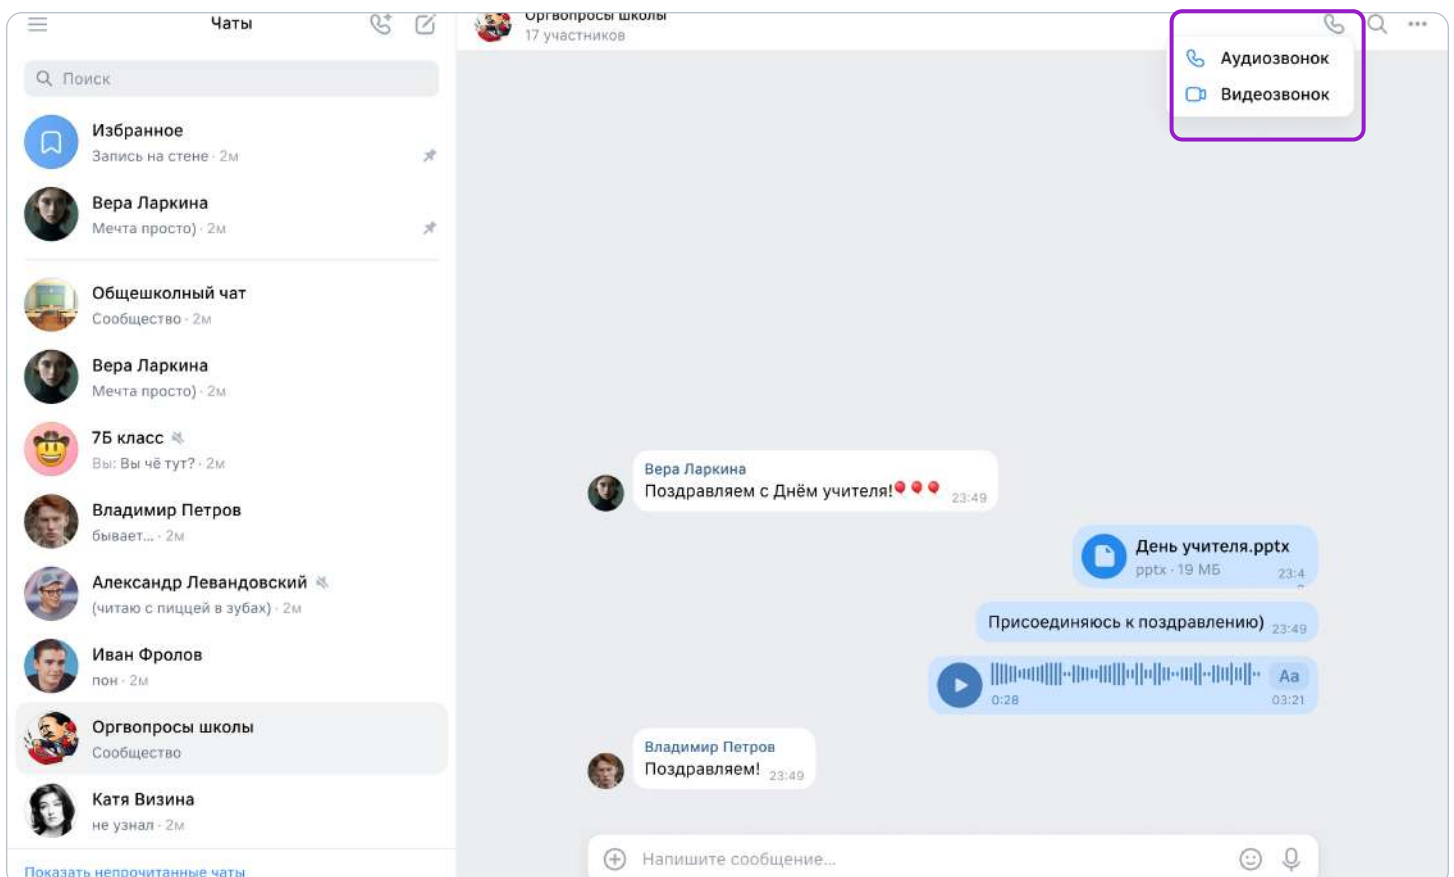 Чаты
Поиск
Избранное
Запись на стене · 2м
Вера Ларкина
Мечта просто) · 2м
Общешколный чат
Сообщество · 2м
Вера Ларкина
Мечта просто) · 2м
7Б класс
Вы: Вы чё тут? · 2м
Владимир Петров
бывает... · 2м
Александр Левандовский
(читаю с пиццей в зубах) · 2м
Иван Фролов
пон · 2м
Оргвопросы школы
Сообщество
Катя Визина
не узнал · 2м
Показать непрочитанные чаты
Оргвопросы школы
17 участников
Аудиозвонок
Видеозвонок
Вера Ларкина
Поздравляем с Днём учителя!🎈🎈🎈 23:49
День учителя.pptx
pptx · 19 МБ 23:4
Присоединяюсь к поздравлению) 23:49
Aa
0:28 03:21
Владимир Петров
Поздравляем! 23:49
Напишите сообщение...